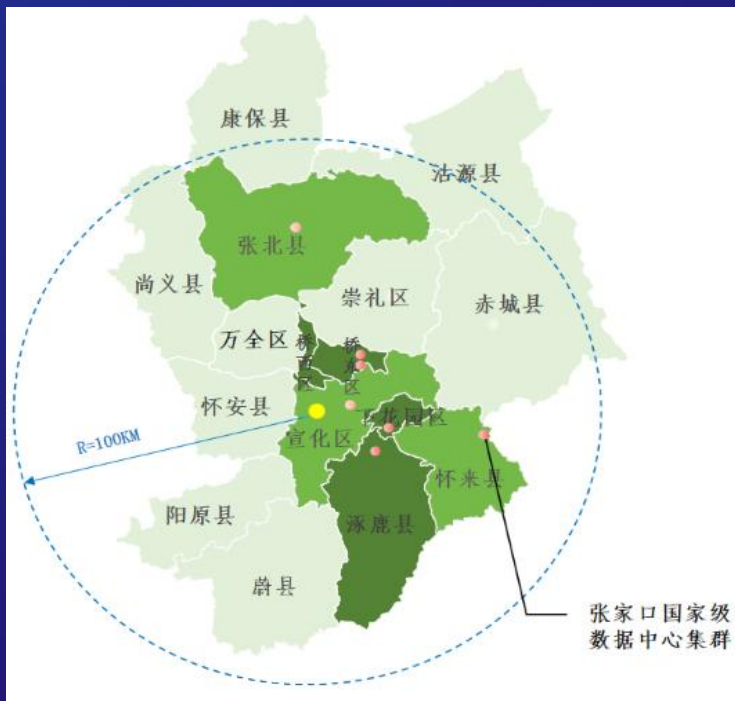 康保县
沽源县
张北县
尚义县
崇礼区
赤城县
万全区
桥西区
桥东区
怀安县
花园区
R=100KM
宣化区
怀来县
阳原县
涿鹿县
蔚县
张家口国家级
数据中心集群